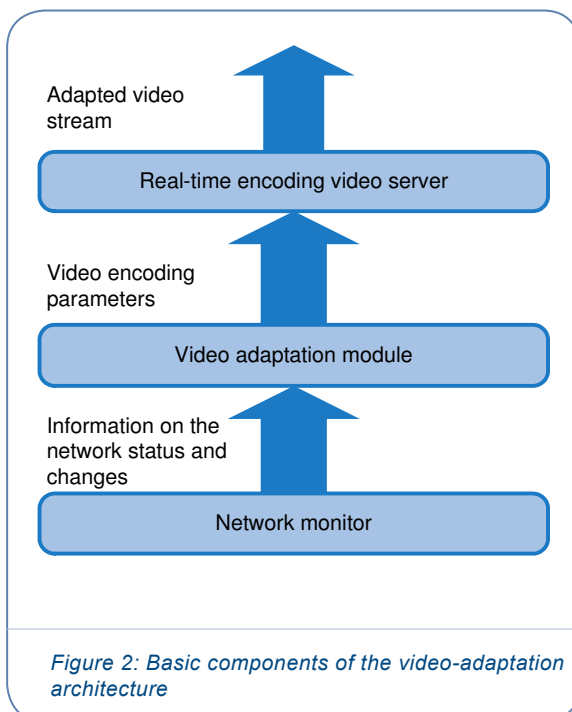 Adapted video
stream
Real-time encoding video server
Video encoding
parameters
Video adaptation module
Information on the
network status and
changes
Network monitor
Figure 2: Basic components of the video-adaptation
architecture